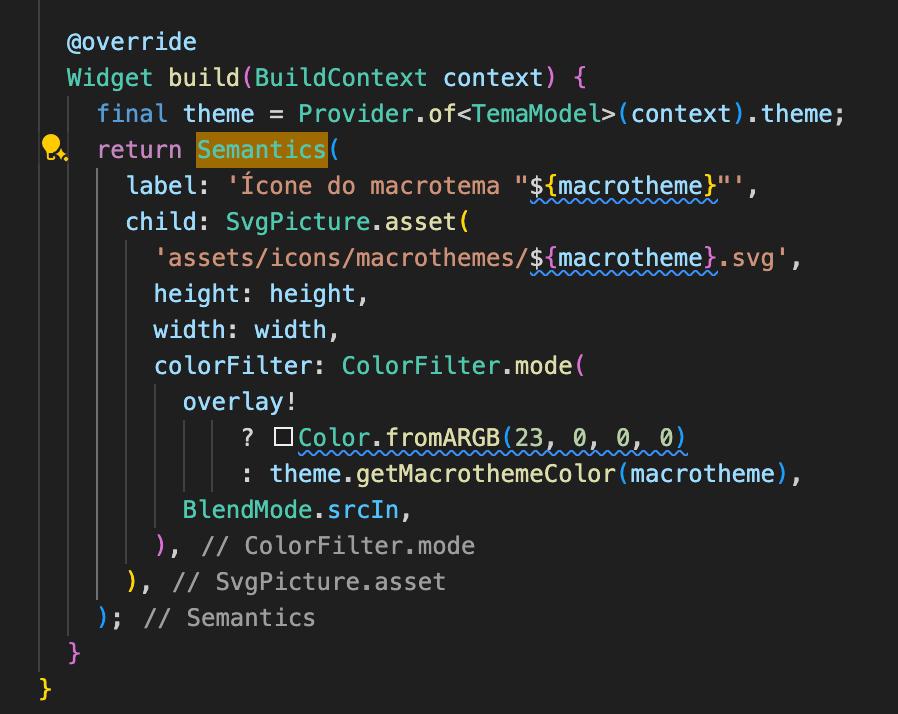 @override
Widget build(BuildContext context) {
final theme = Provider.of<TemaModel>(context).theme;
return Semantics(
label: 'Ícone do macrotema "${macrotheme}"',
child: SvgPicture.asset(
'assets/icons/macrothemes/${macrotheme}.svg',
height: height,
width: width,
colorFilter: ColorFilter.mode(
overlay!
? Color.fromARGB(23, 0, 0, 0)
: theme.getMacrothemeColor(macrotheme),
BlendMode.srcIn,
), // ColorFilter.mode
), // SvgPicture.asset
); // Semantics
}
}